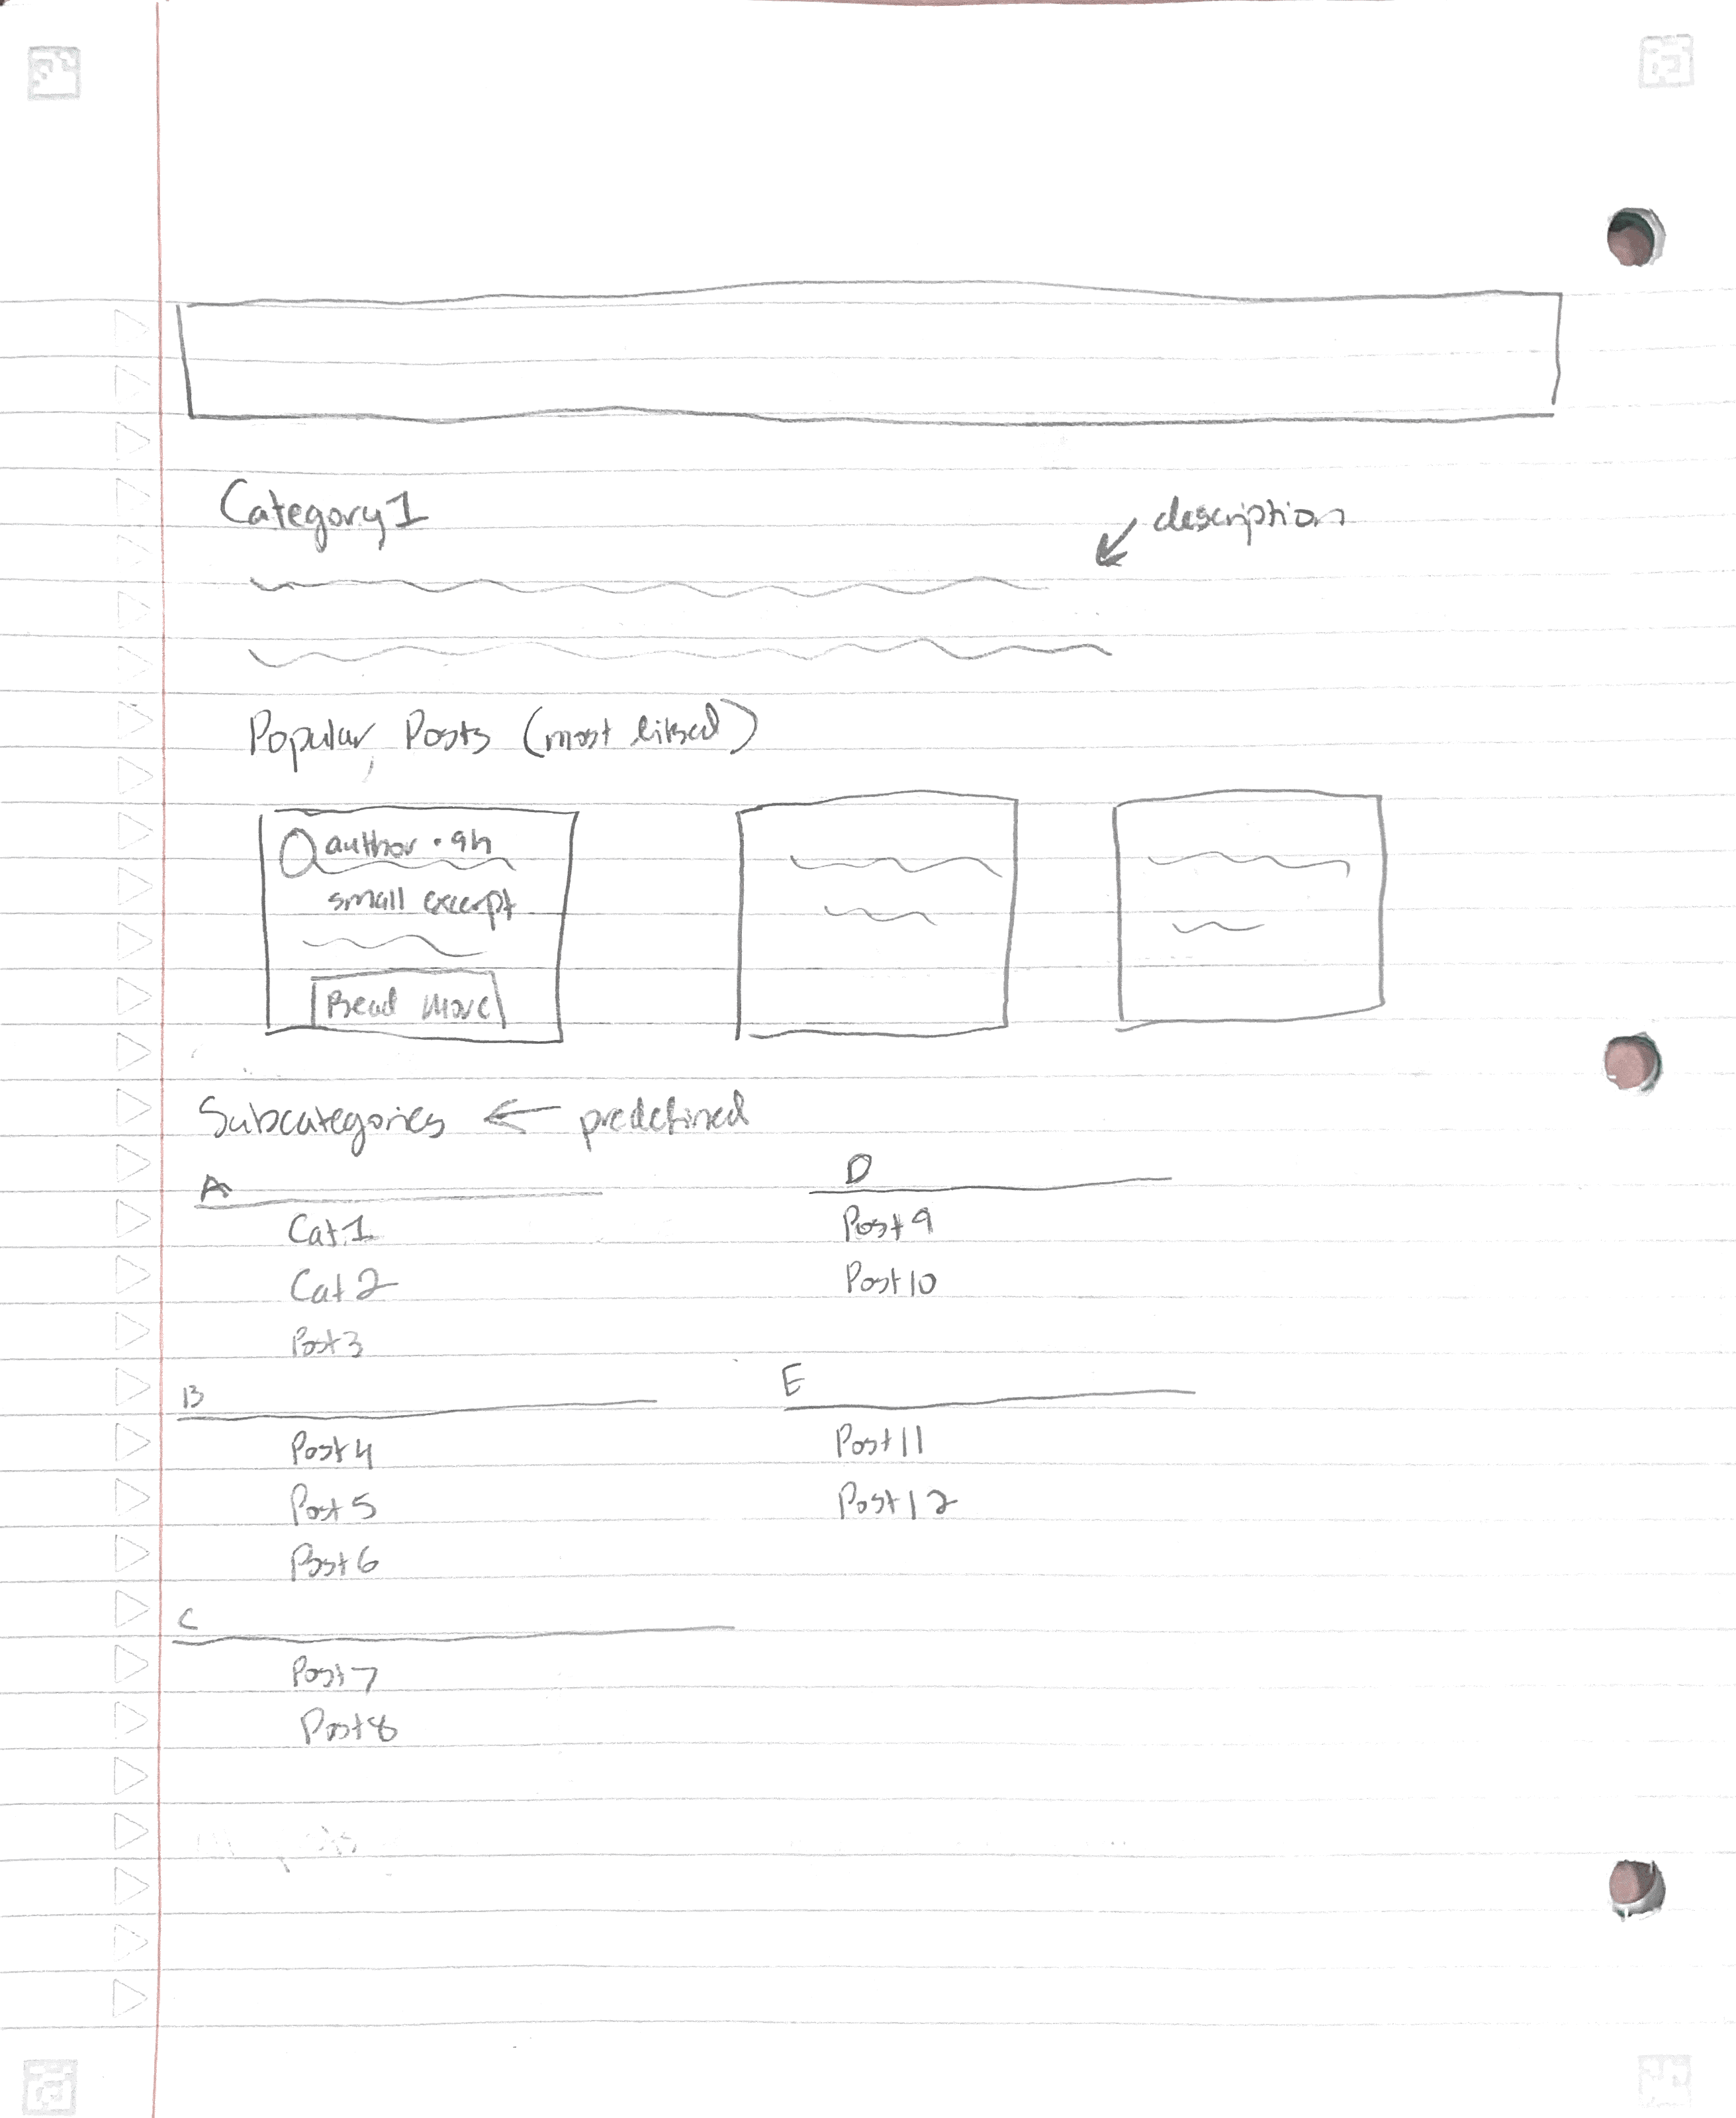 Category 1
description
Popular Posts (most liked)
author • 9h
small excerpt
Read More
Subcategories ← predefined
A
Cat 1
Cat 2
Post 3
B
Post 4
Post 5
Post 6
C
Post 7
Post 8
D
Post 9
Post 10
E
Post 11
Post 12